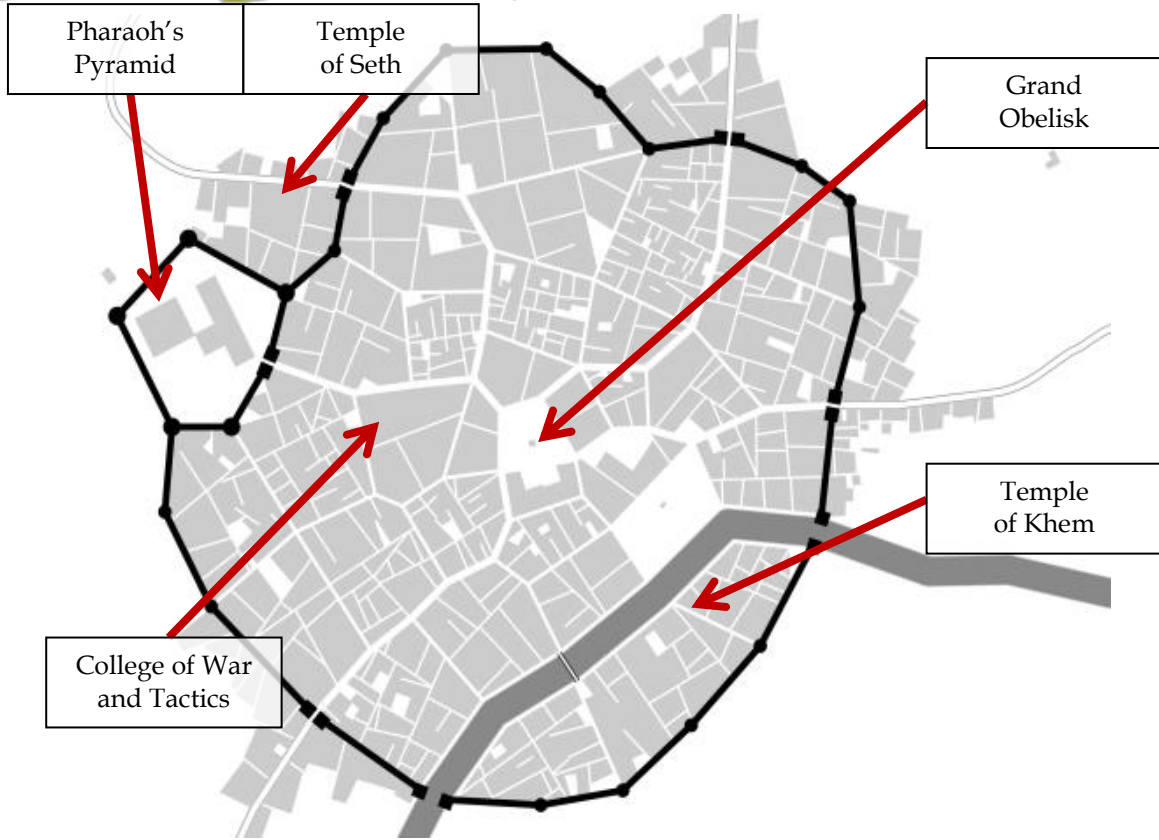 Pharaoh's
Pyramid
Temple
of Seth
Grand
Obelisk
Temple
of Khem
College of War
and Tactics